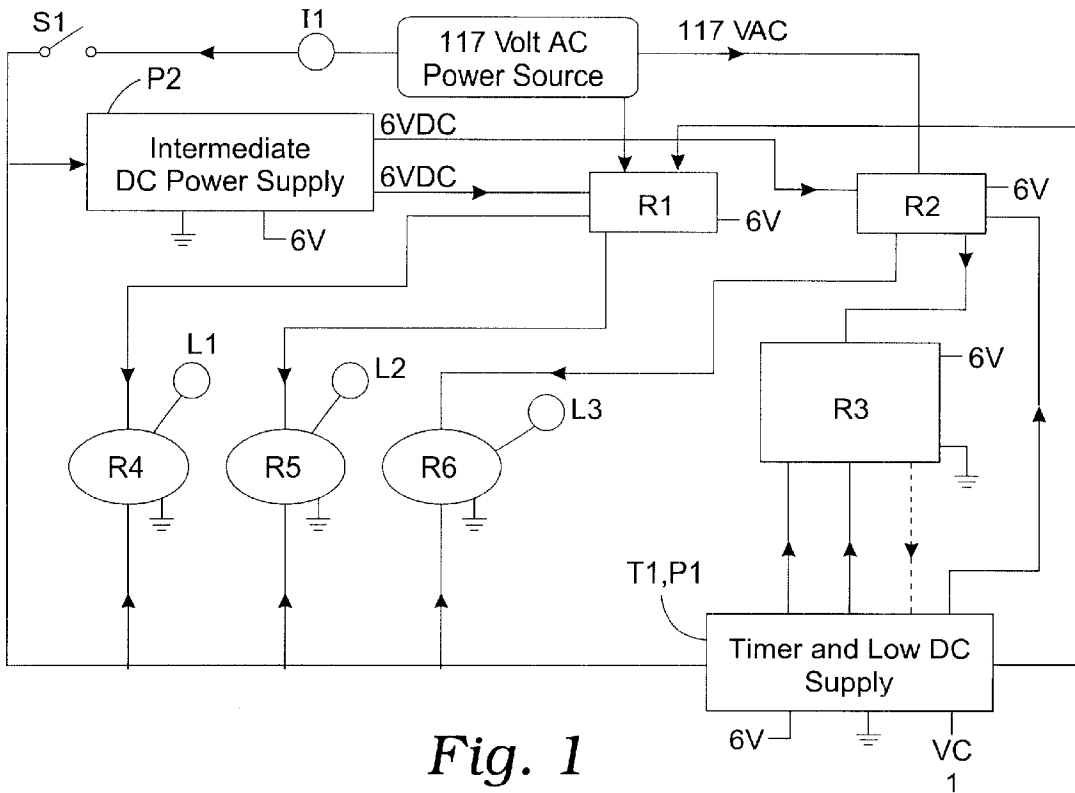 S1
I1
117 Volt AC
Power Source
117 VAC
P2
Intermediate
DC Power Supply
6VDC
6VDC
6V
R1
6V
R2
6V
L1
L2
L3
R4
R5
R6
R3
6V
T1,P1
Timer and Low DC
Supply
6V
VC
1
Fig. 1